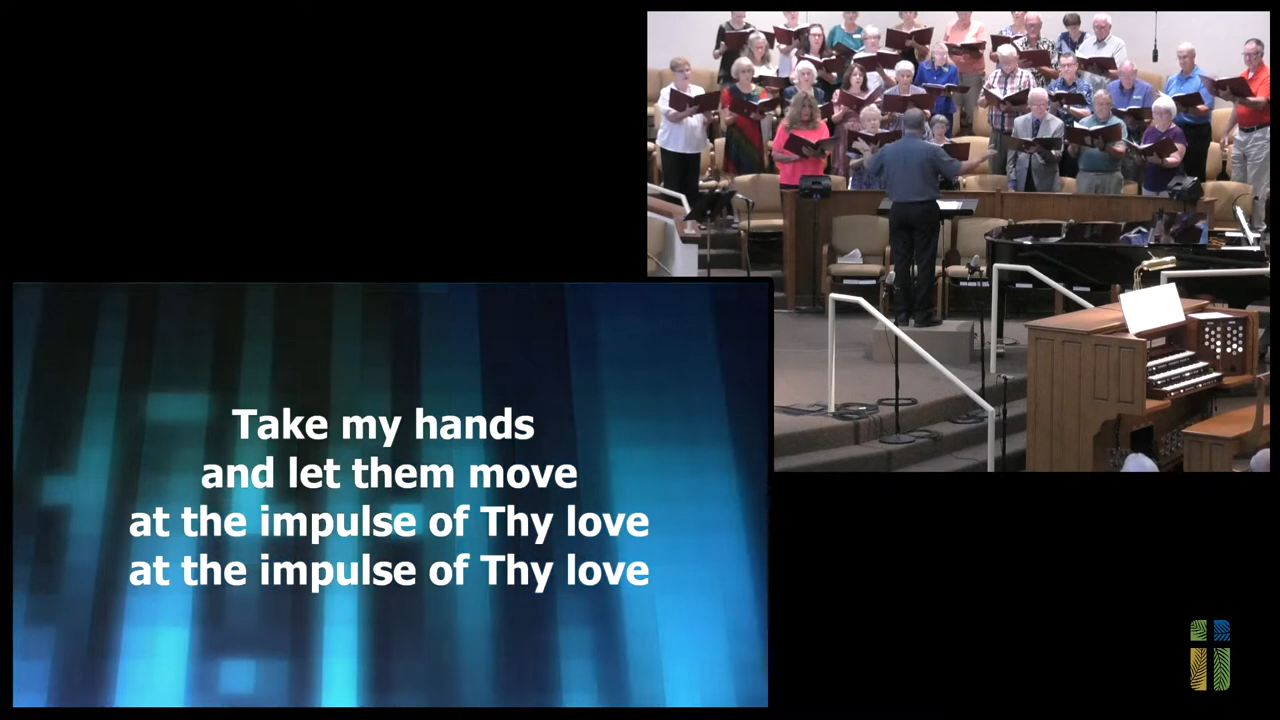 Take my hands
and let them move
at the impulse of Thy love
at the impulse of Thy love